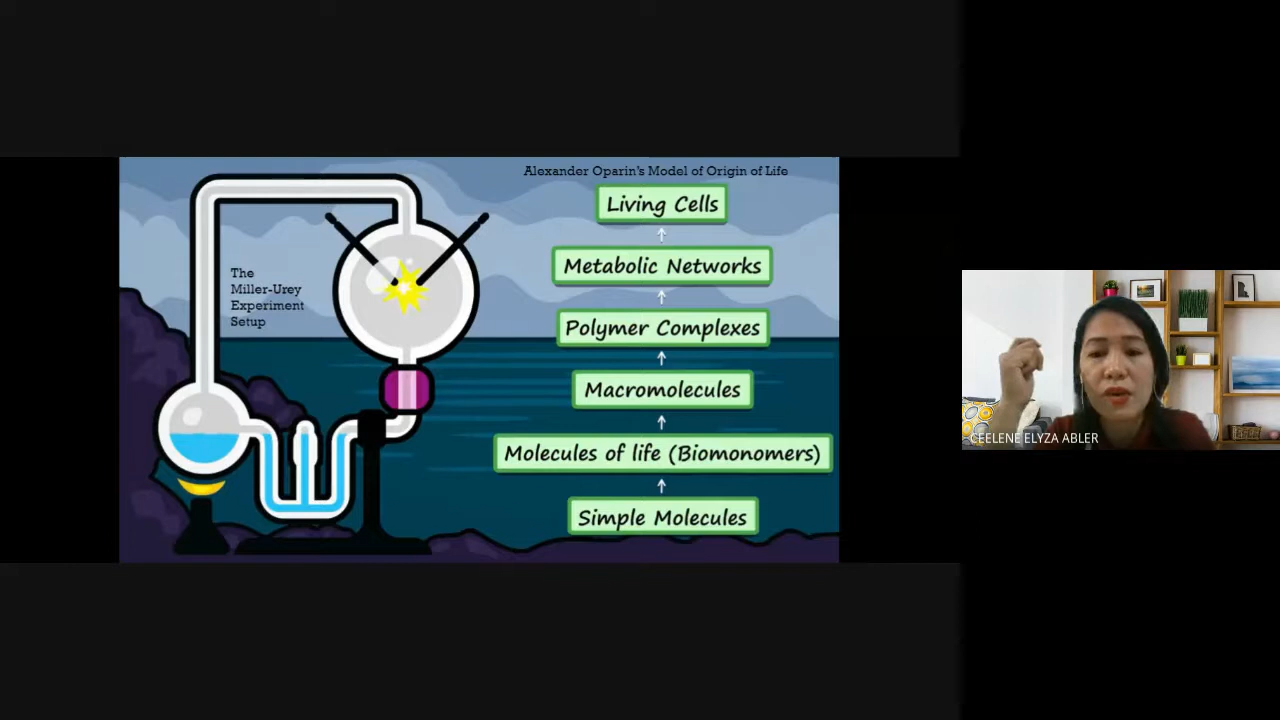 Alexander Oparin's Model of Origin of Life
Living Cells
Metabolic Networks
The
Miller-Urey
Experiment
Setup
Polymer Complexes
Macromolecules
Molecules of life (Biomonomers)
Simple Molecules
CEELENE ELYZA ABLER